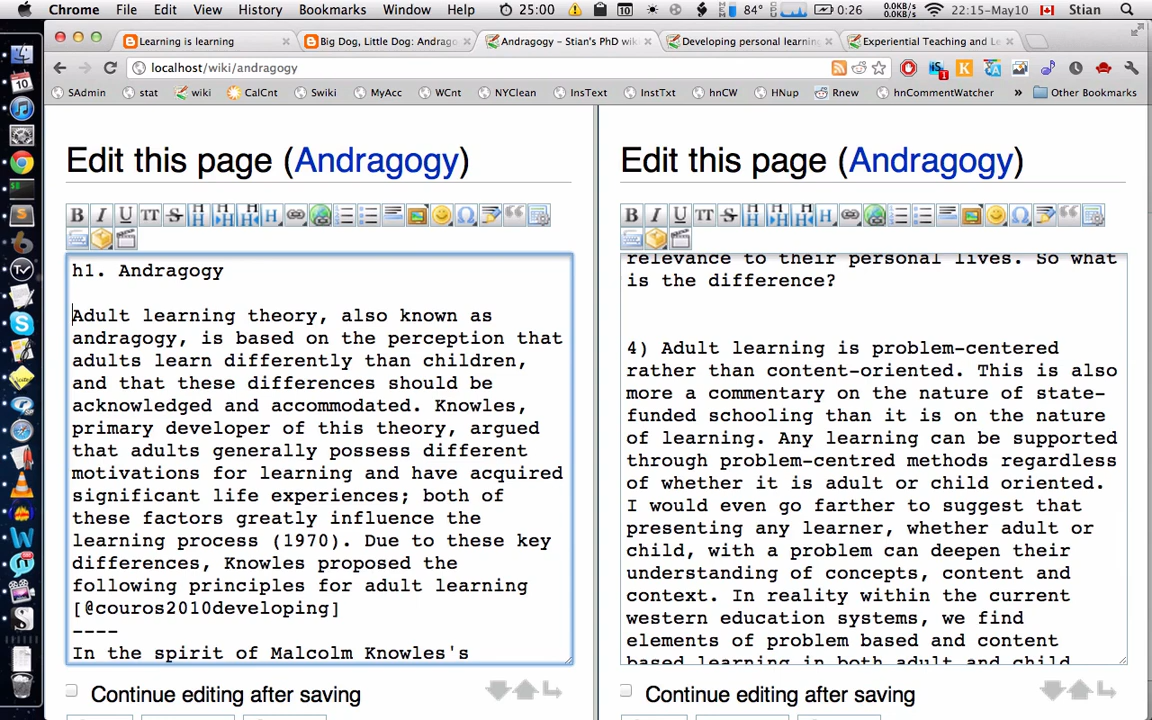 Chrome File Edit View History Bookmarks Window Help 25:00 84° 0:26 0.0KB/s 0.0KB/s 22:15-May10 Stian
Learning is learning
Big Dog, Little Dog: Andrago
Andragogy - Stian's PhD wiki
Developing personal learning
Experiential Teaching and Le
localhost/wiki/andragogy
SAdmin stat wiki CalCnt Swiki MyAcc WCnt NYClean InsText InstTxt hnCW HNup Rnew hnCommentWatcher » Other Bookmarks
Edit this page (Andragogy)
h1. Andragogy
Adult learning theory, also known as
andragogy, is based on the perception that
adults learn differently than children,
and that these differences should be
acknowledged and accommodated. Knowles,
primary developer of this theory, argued
that adults generally possess different
motivations for learning and have acquired
significant life experiences; both of
these factors greatly influence the
learning process (1970). Due to these key
differences, Knowles proposed the
following principles for adult learning
[@couros2010developing]
----
In the spirit of Malcolm Knowles's
Continue editing after saving
Edit this page (Andragogy)
relevance to their personal lives. So what
is the difference?
4) Adult learning is problem-centered
rather than content-oriented. This is also
more a commentary on the nature of state-
funded schooling than it is on the nature
of learning. Any learning can be supported
through problem-centred methods regardless
of whether it is adult or child oriented.
I would even go farther to suggest that
presenting any learner, whether adult or
child, with a problem can deepen their
understanding of concepts, content and
context. In reality within the current
western education systems, we find
elements of problem based and content
based learning in both adult and child
Continue editing after saving